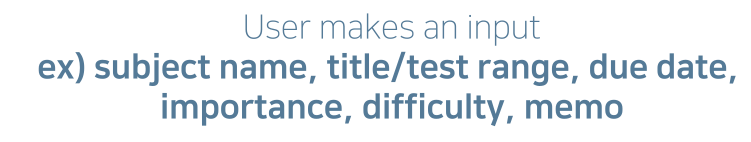 User makes an input
ex) subject name, title/test range, due date,
importance, difficulty, memo